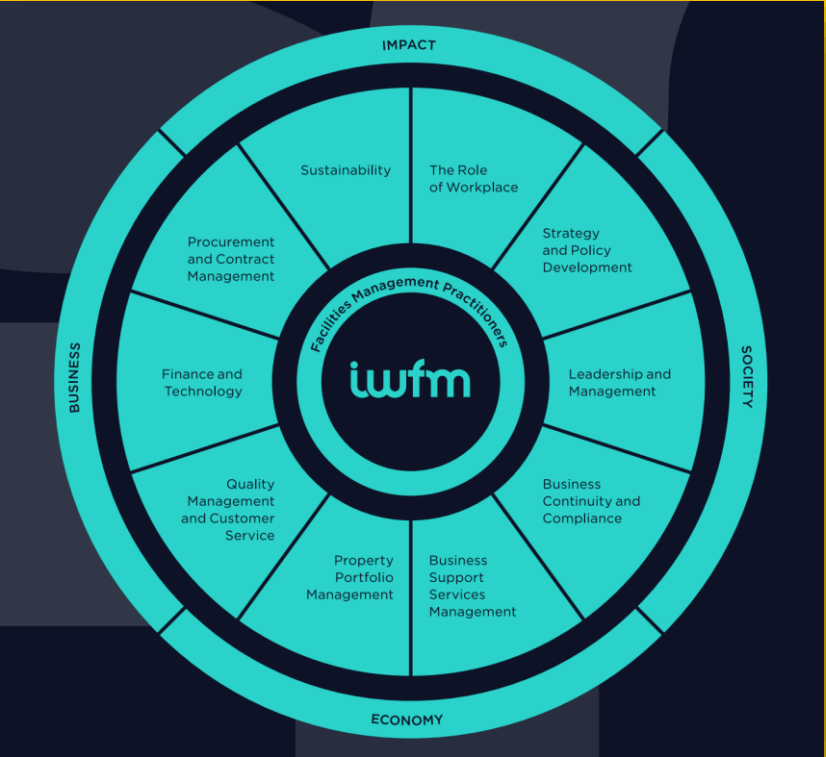 IMPACT
Sustainability
The Role
of Workplace
Strategy
and Policy
Development
Leadership and
Management
Business
Continuity and
Compliance
Business
Support
Services
Management
Property
Portfolio
Management
Quality
Management
and Customer
Service
Finance and
Technology
Procurement
and Contract
Management
Facilities Management Practitioners
iwfm
SOCIETY
ECONOMY
BUSINESS